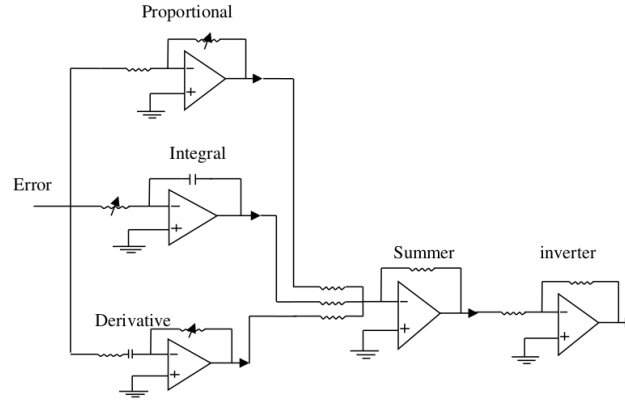 Proportional
Integral
Error
Summer
inverter
Derivative